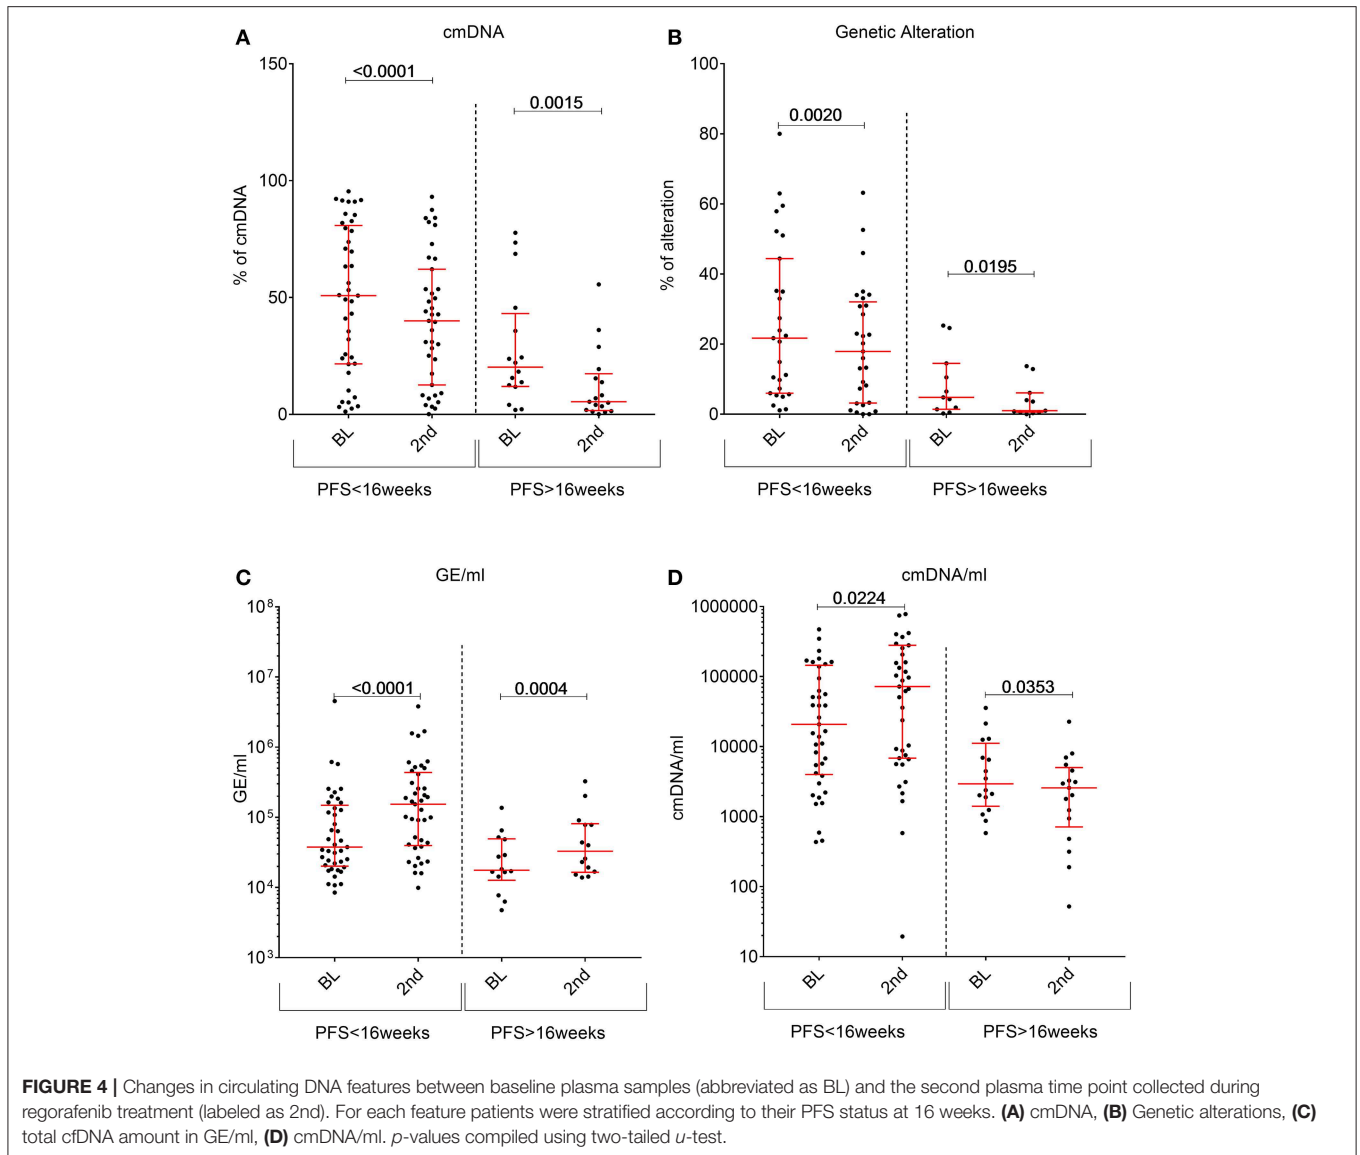 A
cmDNA
150
100
50
0
% of cmDNA
<0.0001
0.0015
BL
2nd
BL
2nd
PFS<16weeks
PFS>16weeks
B
Genetic Alteration
100
80
60
40
20
0
% of alteration
0.0020
0.0195
BL
2nd
BL
2nd
PFS<16weeks
PFS>16weeks
C
GE/ml
10⁸
10⁷
10⁶
10⁵
10⁴
10³
GE/ml
<0.0001
0.0004
BL
2nd
BL
2nd
PFS<16weeks
PFS>16weeks
D
cmDNA/ml
1000000
100000
10000
1000
100
10
cmDNA/ml
0.0224
0.0353
BL
2nd
BL
2nd
PFS<16weeks
PFS>16weeks
FIGURE 4 | Changes in circulating DNA features between baseline plasma samples (abbreviated as BL) and the second plasma time point collected during
regorafenib treatment (labeled as 2nd). For each feature patients were stratified according to their PFS status at 16 weeks. (A) cmDNA, (B) Genetic alterations, (C)
total cfDNA amount in GE/ml, (D) cmDNA/ml. p-values compiled using two-tailed u-test.